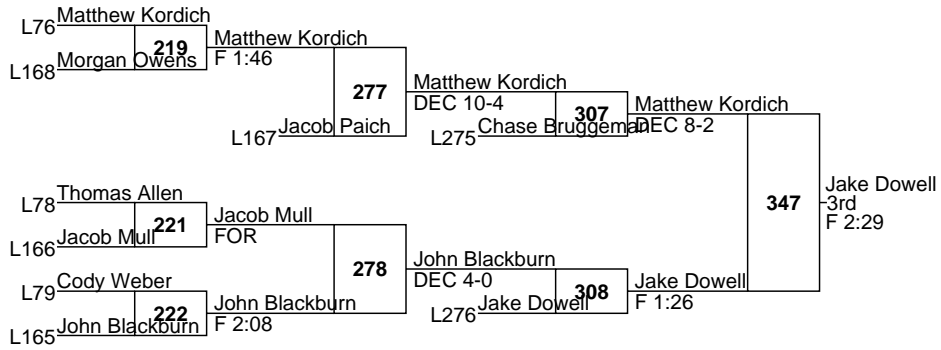 L76
Matthew Kordich
219
L168
Morgan Owens
Matthew Kordich
F 1:46
277
L167
Jacob Paich
Matthew Kordich
DEC 10-4
307
L275
Chase Bruggeman
Matthew Kordich
DEC 8-2
347
Jake Dowell
3rd
F 2:29
L78
Thomas Allen
221
L166
Jacob Mull
Jacob Mull
FOR
278
L79
Cody Weber
222
L165
John Blackburn
John Blackburn
F 2:08
John Blackburn
DEC 4-0
308
L276
Jake Dowell
Jake Dowell
F 1:26